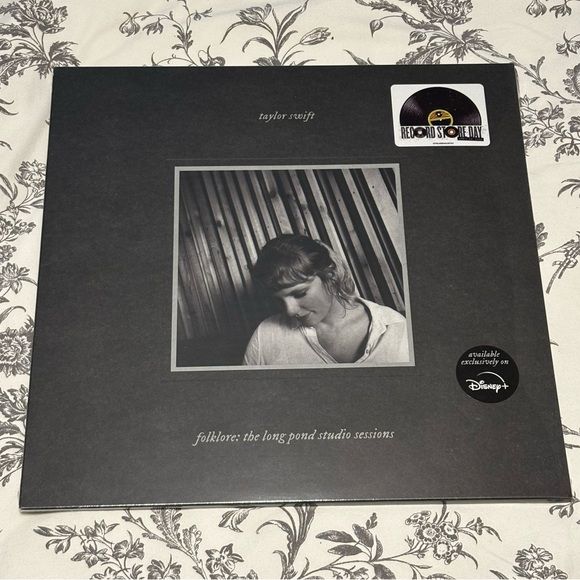 taylor swift
RECORD STORE DAY
available
exclusively on
Disney+
folklore: the long pond studio sessions